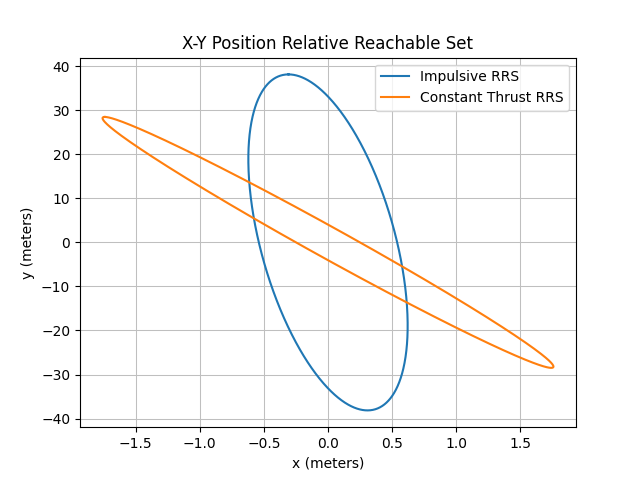 X-Y Position Relative Reachable Set
Impulsive RRS
Constant Thrust RRS
y (meters)
40
30
20
10
0
−10
−20
−30
−40
−1.5 −1.0 −0.5 0.0 0.5 1.0 1.5
x (meters)